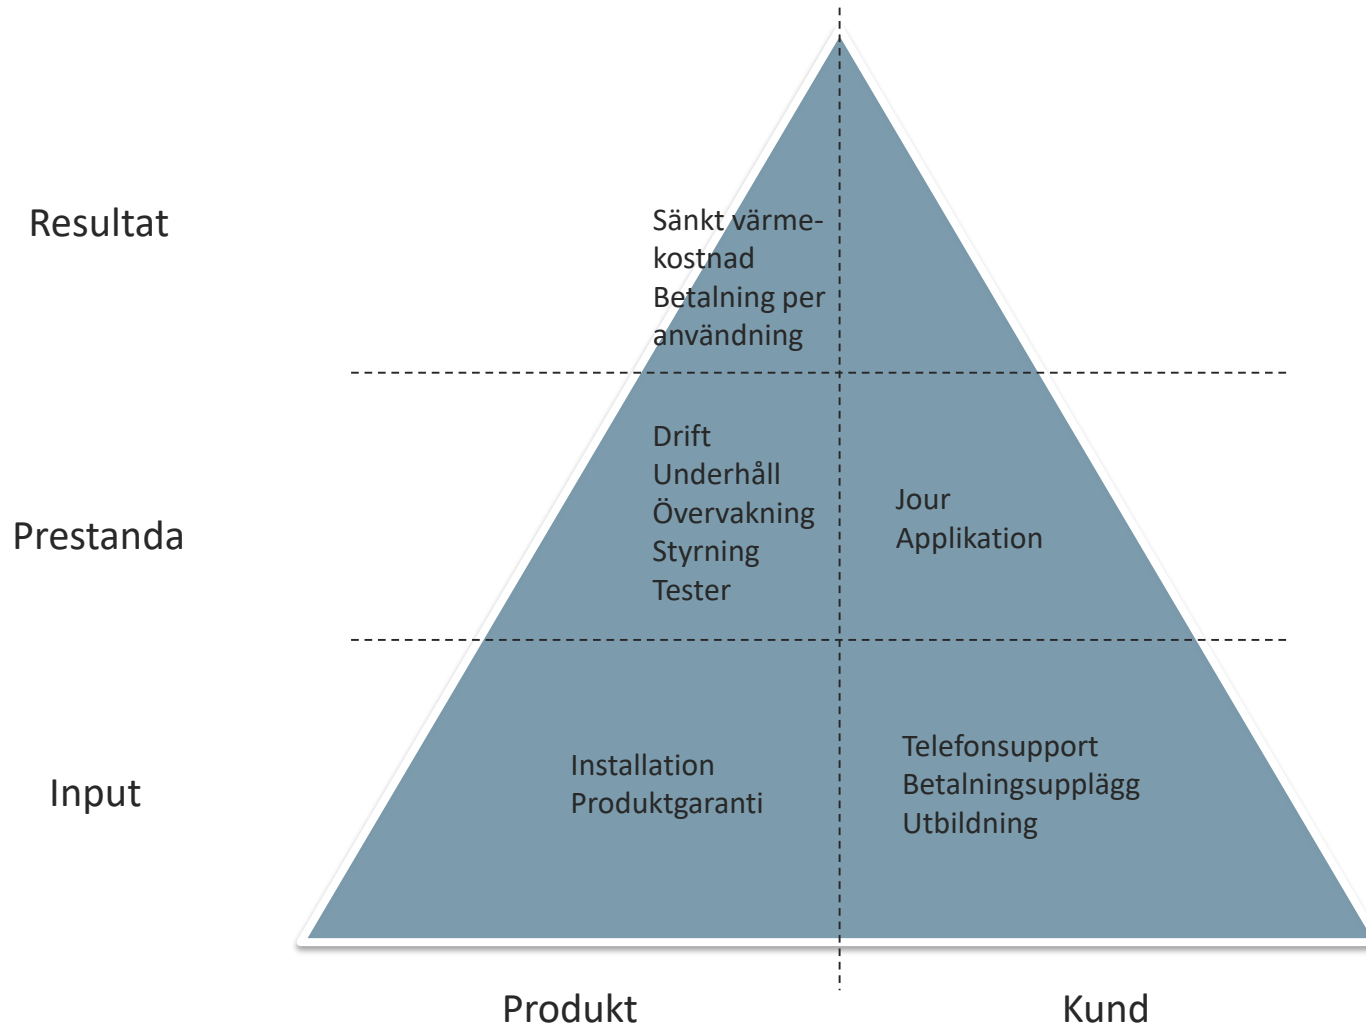 Resultat
Sänkt värme-
kostnad
Betalning per
användning
Prestanda
Drift
Underhåll
Övervakning
Styrning
Tester
Jour
Applikation
Input
Installation
Produktgaranti
Telefonsupport
Betalningsupplägg
Utbildning
Produkt
Kund